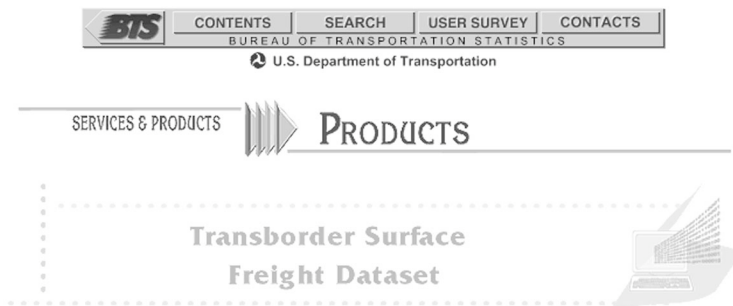 BTS CONTENTS SEARCH USER SURVEY CONTACTS
BUREAU OF TRANSPORTATION STATISTICS
U.S. Department of Transportation
SERVICES & PRODUCTS PRODUCTS
Transborder Surface
Freight Dataset